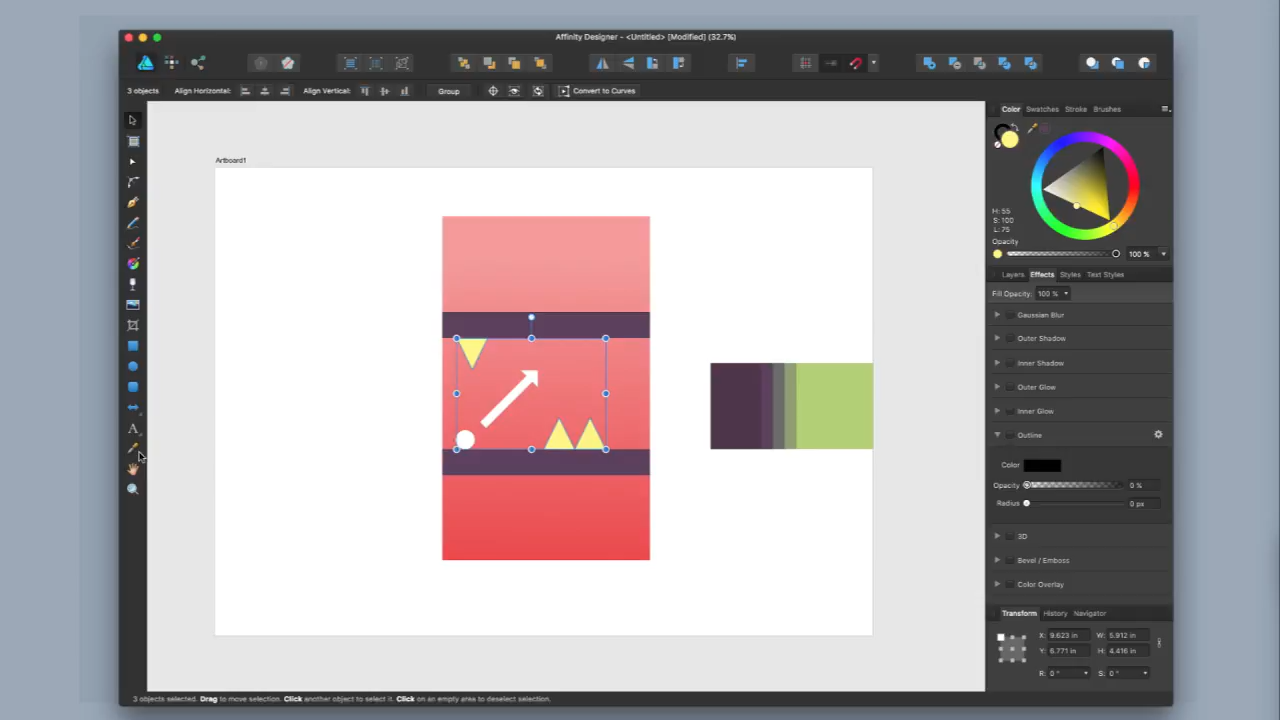 Affinity Designer - <Untitled> [Modified] (32.7%)
3 objects Align Horizontal: Align Vertical: Group Convert to Curves
Artboard1
Color Swatches Stroke Brushes
H: 55
S: 100
L: 75
Opacity
100 %
Layers Effects Styles Text Styles
Fill Opacity: 100 %
Gaussian Blur
Outer Shadow
Inner Shadow
Outer Glow
Inner Glow
Outline
Color
Opacity 0 %
Radius 0 px
3D
Bevel / Emboss
Color Overlay
Transform History Navigator
X: 9.623 in W: 5.912 in
Y: 6.771 in H: 4.416 in
R: 0 ° S: 0 °
A
3 objects selected. Drag to move selection. Click another object to select it. Click on an empty area to deselect selection.